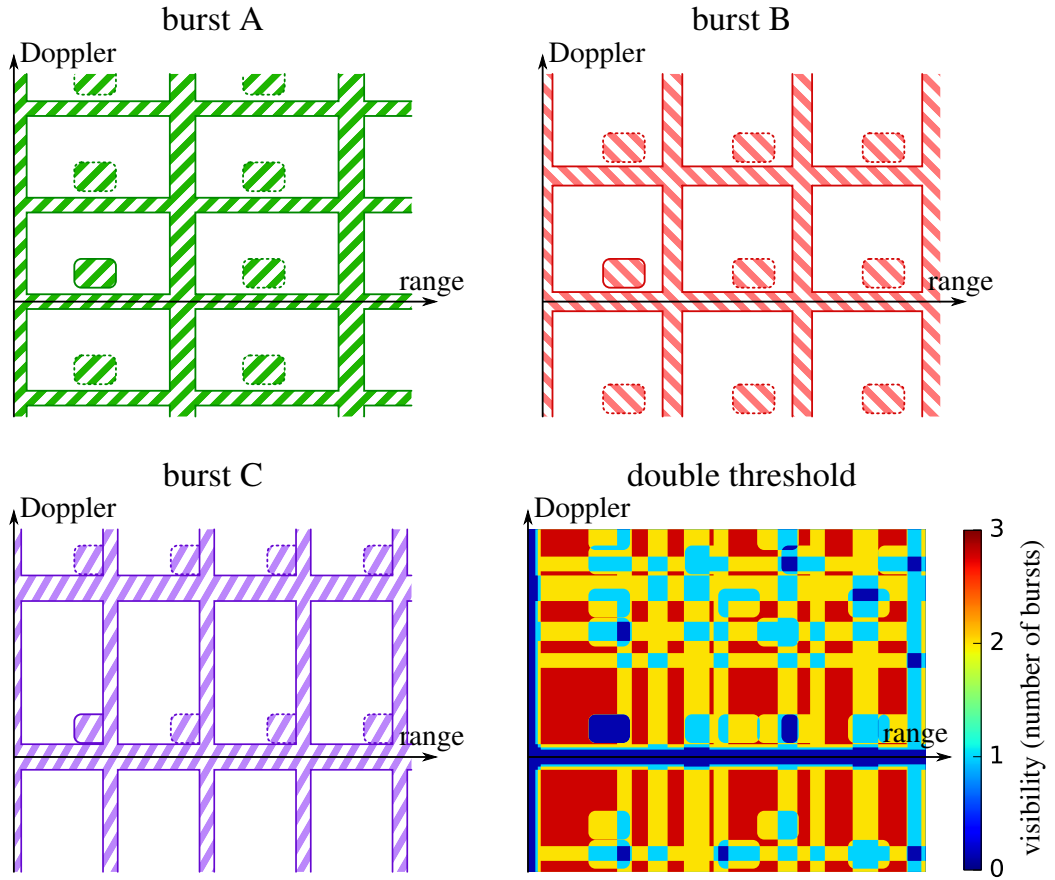 burst A
Doppler
range
burst B
Doppler
range
burst C
Doppler
range
double threshold
Doppler
range
3
2
1
0
visibility (number of bursts)